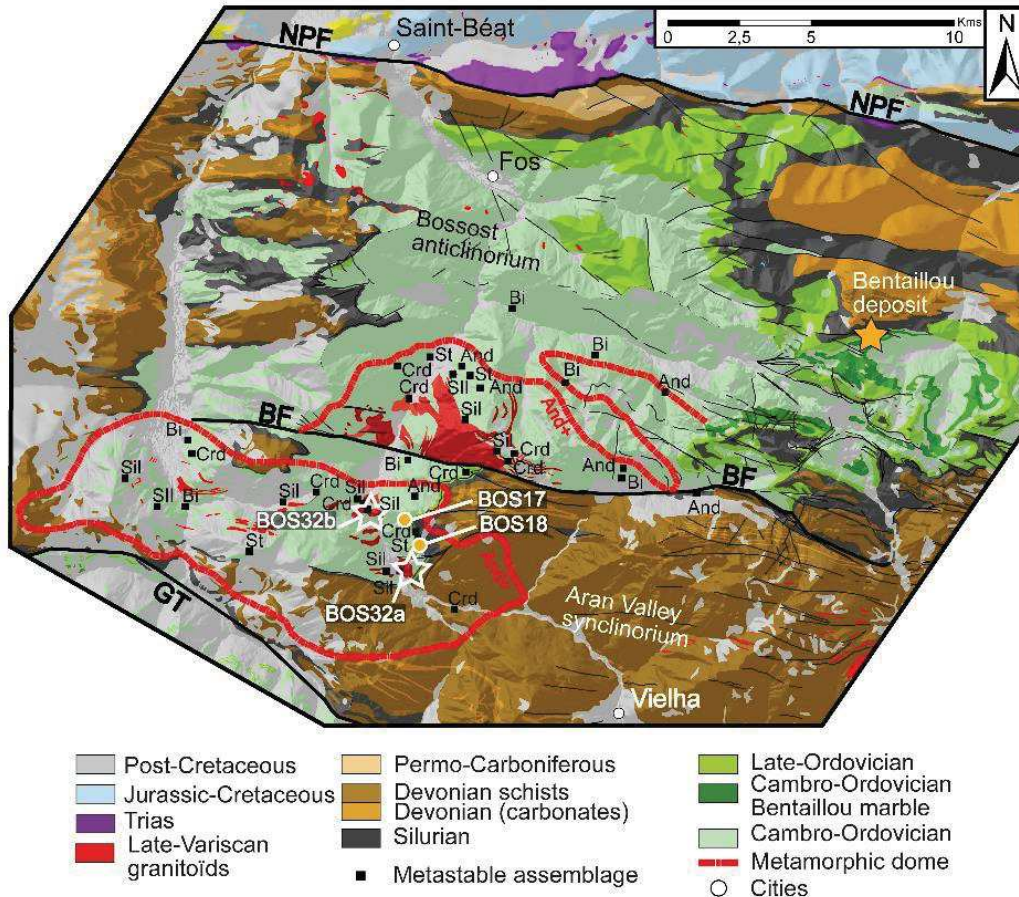 Saint-Béat
Kms
0 2,5 5 10
N
NPF
NPF
Fos
Bossost
anticlinorium
Bentaillou
deposit
Bi
St And
Crd St
Crd SIl And
Sil
Bi
Bi
And
And+
BF
Sil
Crd
Crd
Bi
Crd
And
Bi
BF
And
Bi
Crd
Sil
SIl Bi
Sil
Crd
Sil
Crd
Sil
And
BOS17
BOS32b
BOS18
Crd
St
St
Sil
Sil
Crd
BOS32a
GT
Aran Valley
synclinorium
Vielha
Post-Cretaceous
Jurassic-Cretaceous
Trias
Late-Variscan
granitoïds
Permo-Carboniferous
Devonian schists
Devonian (carbonates)
Silurian
Metastable assemblage
Late-Ordovician
Cambro-Ordovician
Bentaillou marble
Cambro-Ordovician
Metamorphic dome
Cities